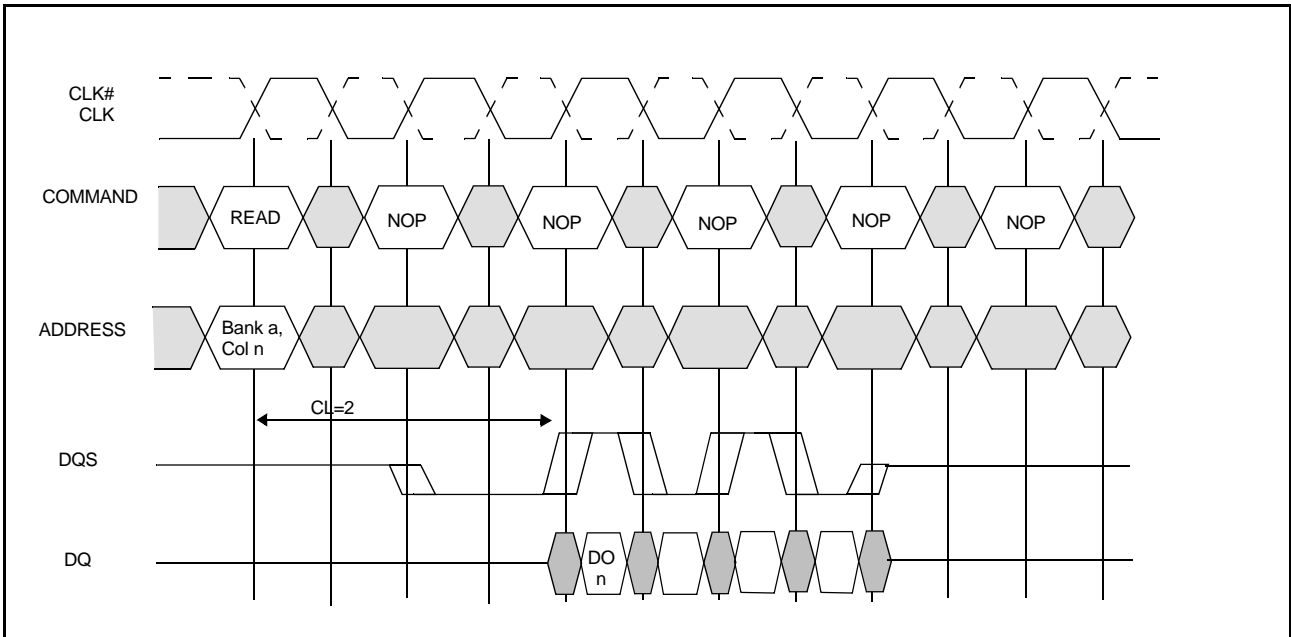 CLK#
CLK
COMMAND
READ
NOP
NOP
NOP
NOP
NOP
ADDRESS
Bank a,
Col n
CL=2
DQS
DQ
DO
n